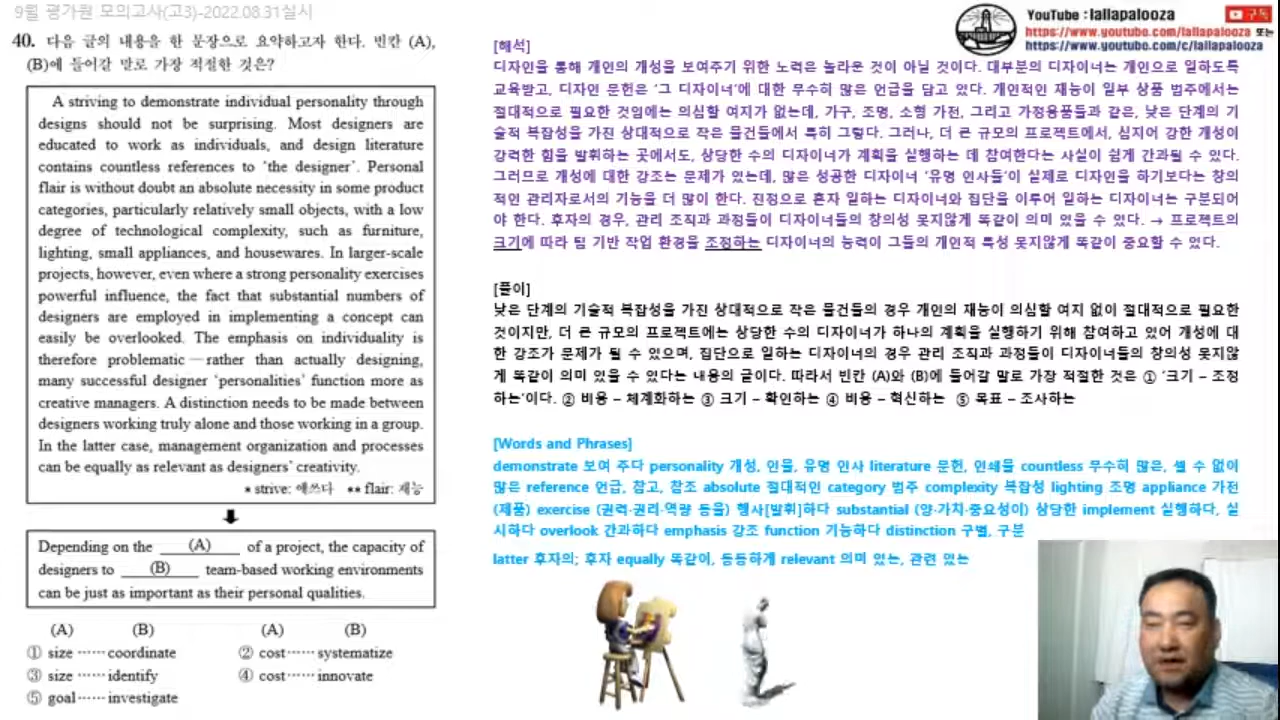 9월 평가원 모의고사(고3)-2022.08.31실시
40. 다음 글의 내용을 한 문장으로 요약하고자 한다. 빈칸 (A),
(B)에 들어갈 말로 가장 적절한 것은?
A striving to demonstrate individual personality through
designs should not be surprising. Most designers are
educated to work as individuals, and design literature
contains countless references to ‘the designer’. Personal
flair is without doubt an absolute necessity in some product
categories, particularly relatively small objects, with a low
degree of technological complexity, such as furniture,
lighting, small appliances, and housewares. In larger-scale
projects, however, even where a strong personality exercises
powerful influence, the fact that substantial numbers of
designers are employed in implementing a concept can
easily be overlooked. The emphasis on individuality is
therefore problematic — rather than actually designing,
many successful designer ‘personalities’ function more as
creative managers. A distinction needs to be made between
designers working truly alone and those working in a group.
In the latter case, management organization and processes
can be equally as relevant as designers’ creativity.
* strive: 애쓰다 ** flair: 재능
Depending on the (A) of a project, the capacity of
designers to (B) team-based working environments
can be just as important as their personal qualities.
(A) (B) (A) (B)
① size ······ coordinate ② cost ······ systematize
③ size ······ identify ④ cost ······ innovate
⑤ goal ······ investigate
YouTube : lallapalooza 구독
https://www.youtube.com/lallapalooza 또는
https://www.youtube.com/c/lallapalooza
[해석]
디자인을 통해 개인의 개성을 보여주기 위한 노력은 놀라운 것이 아닐 것이다. 대부분의 디자이너는 개인으로 일하도록
교육받고, 디자인 문헌은 ‘그 디자이너’에 대한 무수히 많은 언급을 담고 있다. 개인적인 재능이 일부 상품 범주에서는
절대적으로 필요한 것임에는 의심할 여지가 없는데, 가구, 조명, 소형 가전, 그리고 가정용품들과 같은, 낮은 단계의 기
술적 복잡성을 가진 상대적으로 작은 물건들에서 특히 그렇다. 그러나, 더 큰 규모의 프로젝트에서, 심지어 강한 개성이
강력한 힘을 발휘하는 곳에서도, 상당한 수의 디자이너가 계획을 실행하는 데 참여한다는 사실이 쉽게 간과될 수 있다.
그러므로 개성에 대한 강조는 문제가 있는데, 많은 성공한 디자이너 ‘유명 인사들’이 실제로 디자인을 하기보다는 창의
적인 관리자로서의 기능을 더 많이 한다. 진정으로 혼자 일하는 디자이너와 집단을 이루어 일하는 디자이너는 구분되어
야 한다. 후자의 경우, 관리 조직과 과정들이 디자이너들의 창의성 못지않게 똑같이 의미 있을 수 있다. → 프로젝트의
크기에 따라 팀 기반 작업 환경을 조정하는 디자이너의 능력이 그들의 개인적 특성 못지않게 똑같이 중요할 수 있다.
[풀이]
낮은 단계의 기술적 복잡성을 가진 상대적으로 작은 물건들의 경우 개인의 재능이 의심할 여지 없이 절대적으로 필요한
것이지만, 더 큰 규모의 프로젝트에는 상당한 수의 디자이너가 하나의 계획을 실행하기 위해 참여하고 있어 개성에 대
한 강조가 문제가 될 수 있으며, 집단으로 일하는 디자이너의 경우 관리 조직과 과정들이 디자이너들의 창의성 못지않
게 똑같이 의미 있을 수 있다는 내용의 글이다. 따라서 빈칸 (A)와 (B)에 들어갈 말로 가장 적절한 것은 ① ‘크기 – 조정
하는’이다. ② 비용 – 체계화하는 ③ 크기 – 확인하는 ④ 비용 – 혁신하는 ⑤ 목표 – 조사하는
[Words and Phrases]
demonstrate 보여 주다 personality 개성, 인물, 유명 인사 literature 문헌, 인쇄물 countless 무수히 많은, 셀 수 없이
많은 reference 언급, 참고, 참조 absolute 절대적인 category 범주 complexity 복잡성 lighting 조명 appliance 가전
(제품) exercise (권력·권리·역량 등을) 행사[발휘]하다 substantial (양·가치·중요성이) 상당한 implement 실행하다, 실
시하다 overlook 간과하다 emphasis 강조 function 기능하다 distinction 구별, 구분
latter 후자의; 후자 equally 똑같이, 동등하게 relevant 의미 있는, 관련 있는